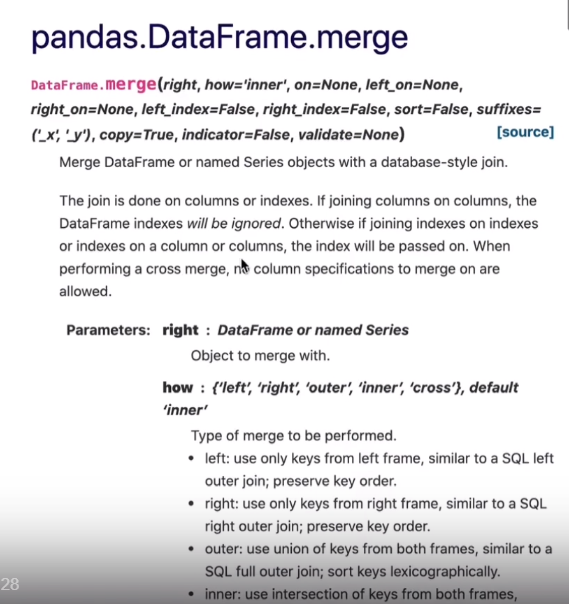 pandas.DataFrame.merge
DataFrame.merge(right, how='inner', on=None, left_on=None,
right_on=None, left_index=False, right_index=False, sort=False, suffixes=
('_x', '_y'), copy=True, indicator=False, validate=None) [source]
Merge DataFrame or named Series objects with a database-style join.
The join is done on columns or indexes. If joining columns on columns, the
DataFrame indexes will be ignored. Otherwise if joining indexes on indexes
or indexes on a column or columns, the index will be passed on. When
performing a cross merge, no column specifications to merge on are
allowed.
Parameters: right : DataFrame or named Series
Object to merge with.
how : {'left', 'right', 'outer', 'inner', 'cross'}, default
'inner'
Type of merge to be performed.
• left: use only keys from left frame, similar to a SQL left
outer join; preserve key order.
• right: use only keys from right frame, similar to a SQL
right outer join; preserve key order.
• outer: use union of keys from both frames, similar to a
SQL full outer join; sort keys lexicographically.
28
• inner: use intersection of keys from both frames,